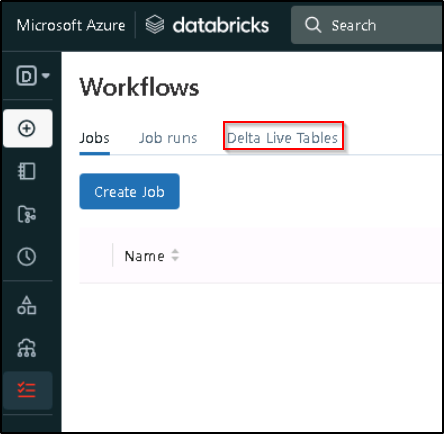 Microsoft Azure databricks Search
D
Workflows
Jobs Job runs Delta Live Tables
Create Job
Name